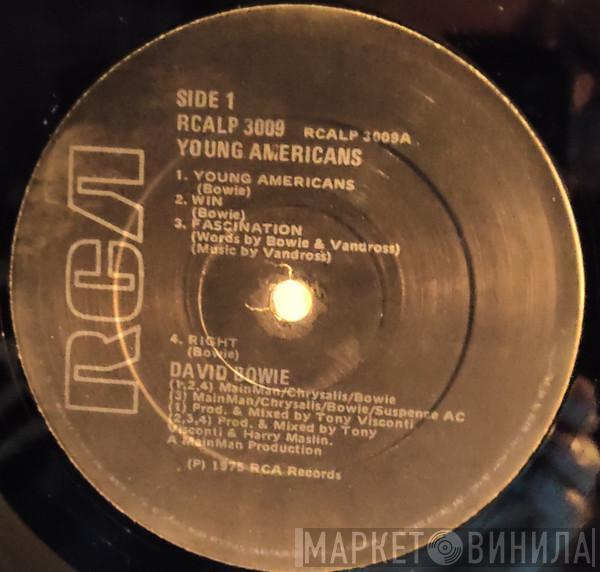 SIDE 1
RCALP 3009 RCALP 3009A
YOUNG AMERICANS
1. YOUNG AMERICANS
(Bowie)
2. WIN
(Bowie)
3. FASCINATION
(Words by Bowie & Vandross)
(Music by Vandross)
RCA
4. RIGHT
(Bowie)
DAVID BOWIE
(1,2,4) MainMan/Chrysalis/Bowie
(3) MainMan/Chrysalis/Bowie/Suspence AC
(1) Prod. & Mixed by Tony Visconti
(2,3,4) Prod. & Mixed by Tony
Visconti & Harry Maslin.
A MainMan Production
(P) 1975 RCA Records
МАРКЕТ ВИНИЛА